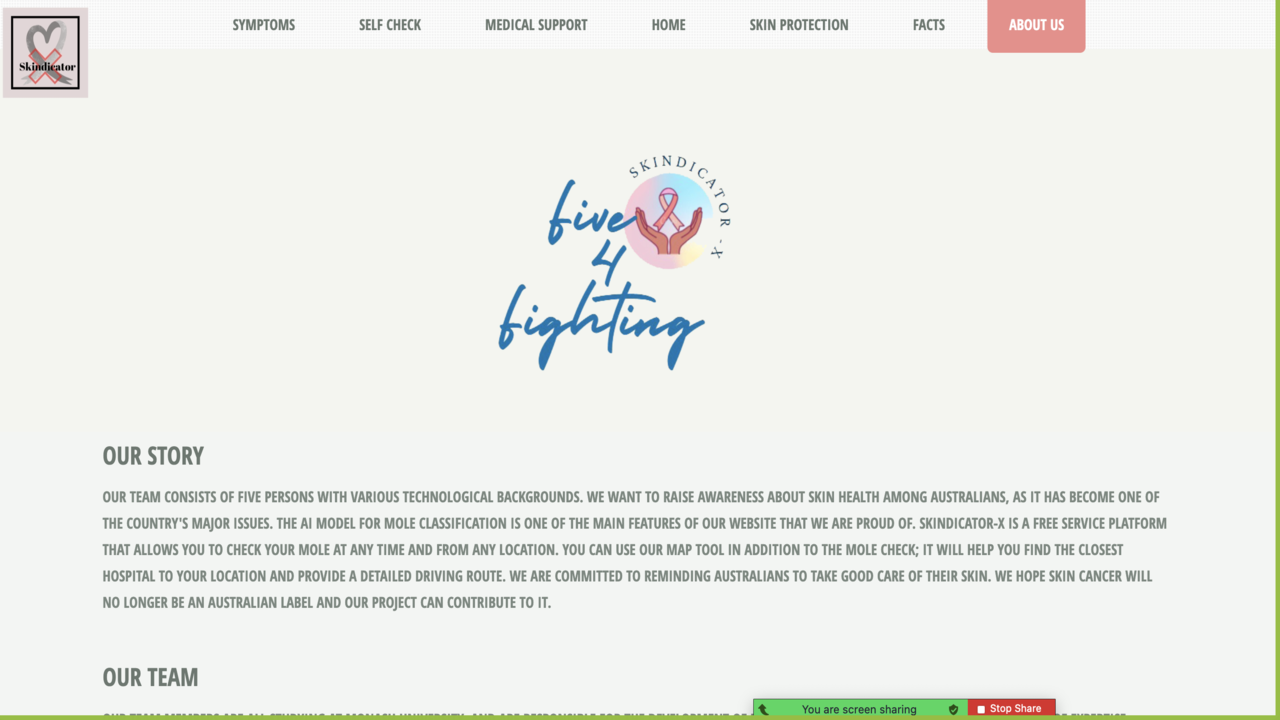 SYMPTOMS SELF CHECK MEDICAL SUPPORT HOME SKIN PROTECTION FACTS ABOUT US
Skindicator
SKINDICATOR - X
five
4
fighting
OUR STORY
OUR TEAM CONSISTS OF FIVE PERSONS WITH VARIOUS TECHNOLOGICAL BACKGROUNDS. WE WANT TO RAISE AWARENESS ABOUT SKIN HEALTH AMONG AUSTRALIANS, AS IT HAS BECOME ONE OF
THE COUNTRY'S MAJOR ISSUES. THE AI MODEL FOR MOLE CLASSIFICATION IS ONE OF THE MAIN FEATURES OF OUR WEBSITE THAT WE ARE PROUD OF. SKINDICATOR-X IS A FREE SERVICE PLATFORM
THAT ALLOWS YOU TO CHECK YOUR MOLE AT ANY TIME AND FROM ANY LOCATION. YOU CAN USE OUR MAP TOOL IN ADDITION TO THE MOLE CHECK; IT WILL HELP YOU FIND THE CLOSEST
HOSPITAL TO YOUR LOCATION AND PROVIDE A DETAILED DRIVING ROUTE. WE ARE COMMITTED TO REMINDING AUSTRALIANS TO TAKE GOOD CARE OF THEIR SKIN. WE HOPE SKIN CANCER WILL
NO LONGER BE AN AUSTRALIAN LABEL AND OUR PROJECT CAN CONTRIBUTE TO IT.
OUR TEAM
You are screen sharing Stop Share